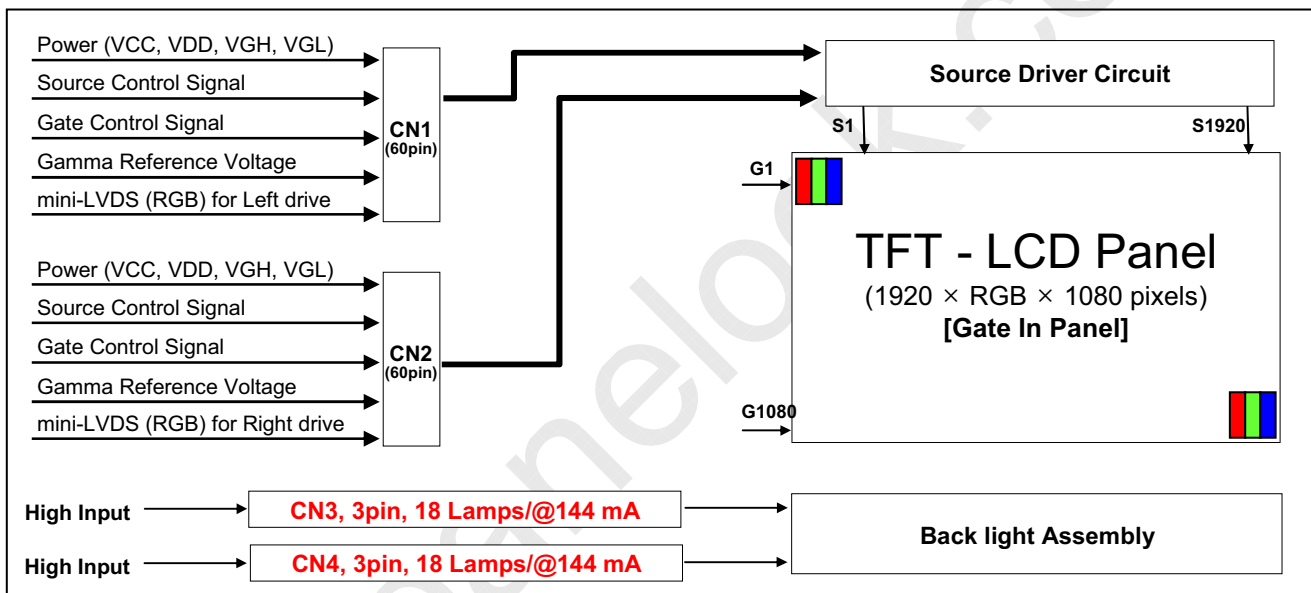 Power (VCC, VDD, VGH, VGL)
Source Control Signal
Gate Control Signal
Gamma Reference Voltage
mini-LVDS (RGB) for Left drive
CN1
(60pin)
Power (VCC, VDD, VGH, VGL)
Source Control Signal
Gate Control Signal
Gamma Reference Voltage
mini-LVDS (RGB) for Right drive
CN2
(60pin)
Source Driver Circuit
S1 S1920
G1
TFT - LCD Panel
(1920 × RGB × 1080 pixels)
[Gate In Panel]
G1080
High Input
CN3, 3pin, 18 Lamps/@144 mA
High Input
CN4, 3pin, 18 Lamps/@144 mA
Back light Assembly